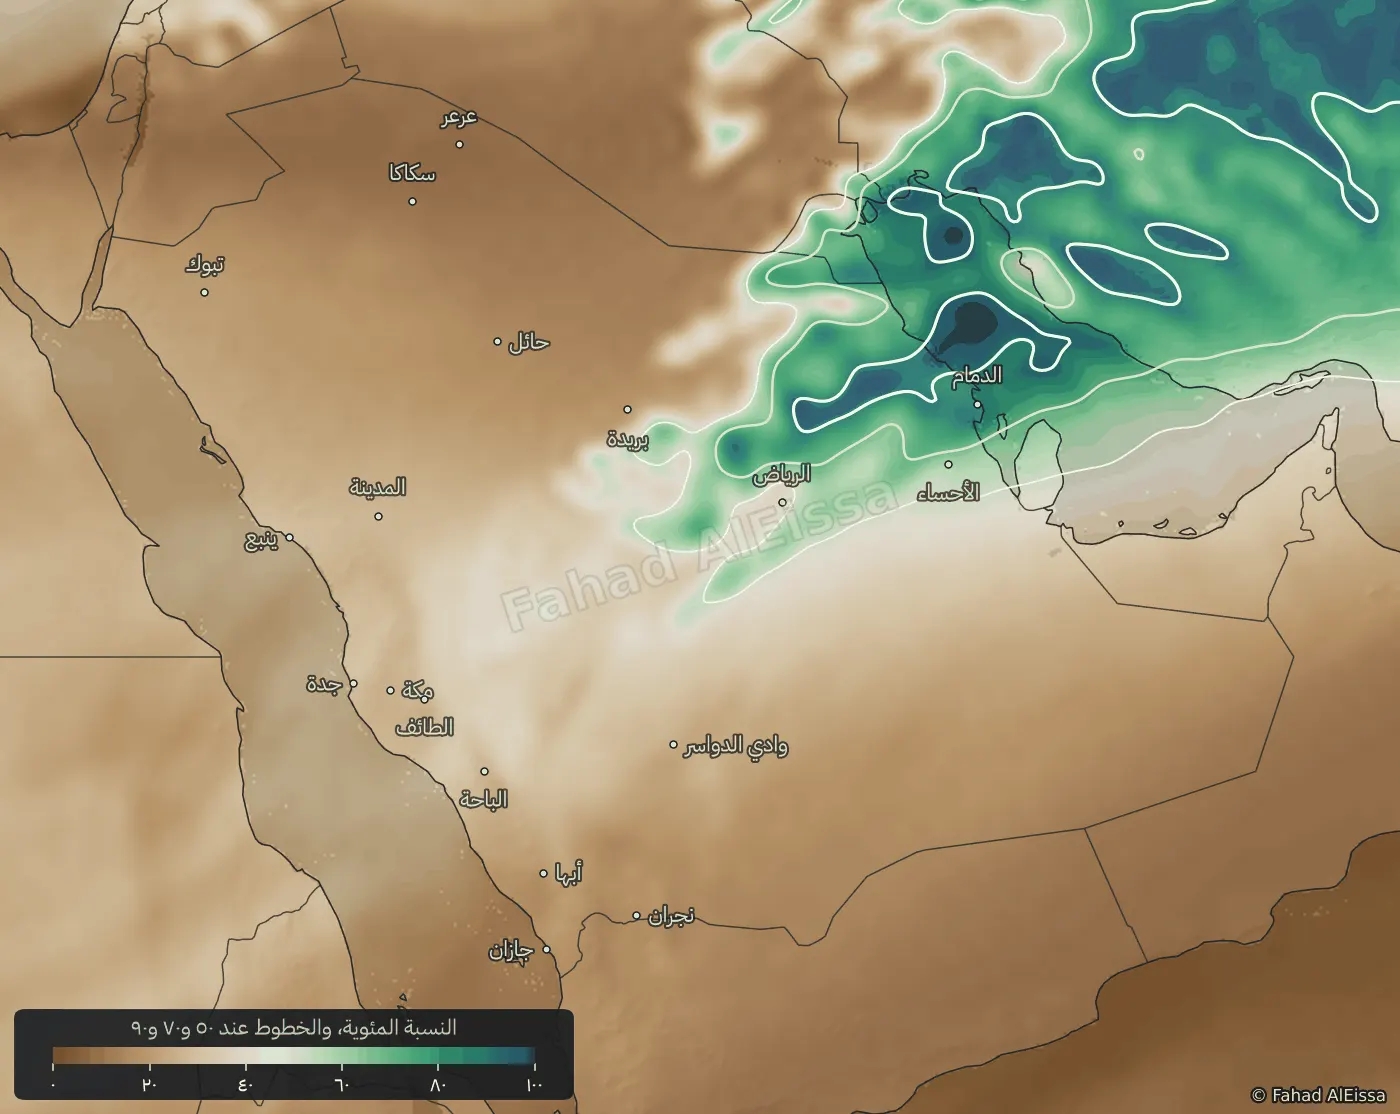 عرعر
سكاكا
تبوك
حائل
الدمام
بريدة
الرياض
المدينة
الأحساء
ينبع
Fahad AlEissa
جدة
مكة
الطائف
وادي الدواسر
الباحة
أبها
نجران
جازان
النسبة المئوية، والخطوط عند ٥٠ و٧٠ و٩٠
٠ ٢٠ ٤٠ ٦٠ ٨٠ ١٠٠
© Fahad AlEissa